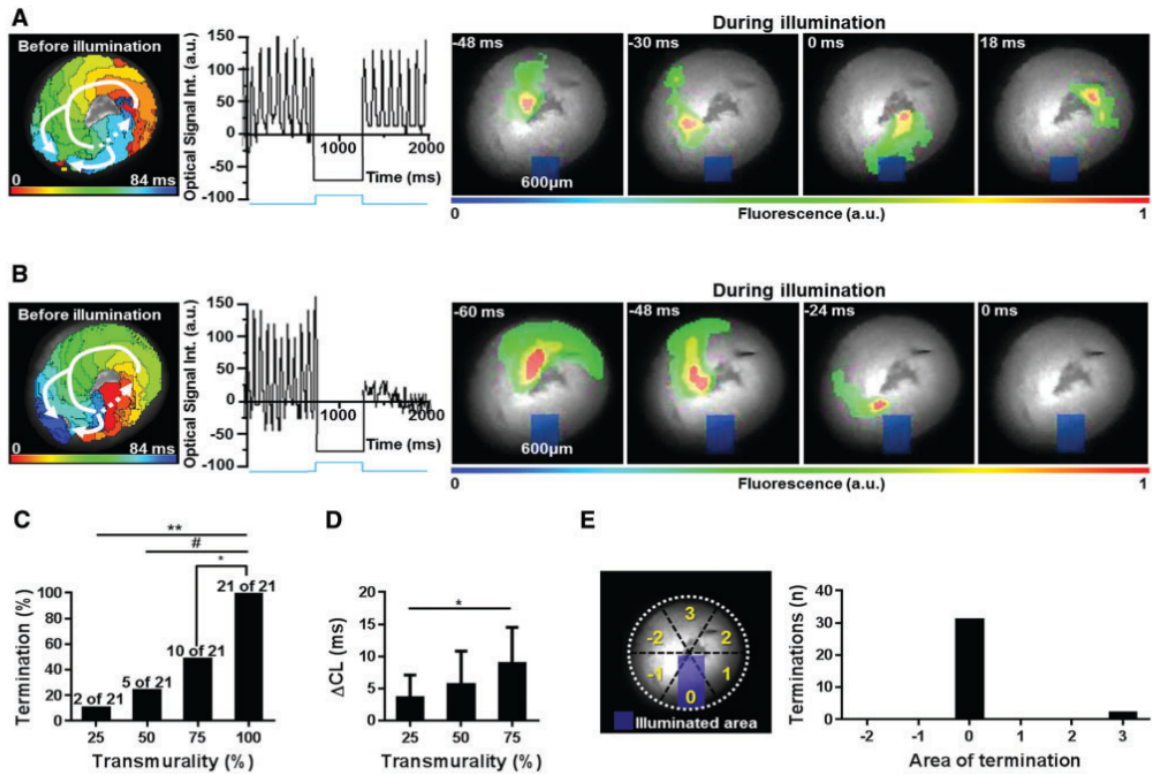 A
Before illumination
0 84 ms
Optical Signal Int. (a.u.)
150
100
50
0
-50
-100
1000 2000
Time (ms)
During illumination
-48 ms -30 ms 0 ms 18 ms
600µm
0 Fluorescence (a.u.) 1
B
Before illumination
0 84 ms
Optical Signal Int. (a.u.)
150
100
50
0
-50
-100
1000 2000
Time (ms)
During illumination
-60 ms -48 ms -24 ms 0 ms
600µm
0 Fluorescence (a.u.) 1
C
**
#
*
Termination (%)
100
80
60
40
20
0
2 of 21 5 of 21 10 of 21 21 of 21
25 50 75 100
Transmurality (%)
D
*
ΔCL (ms)
20
15
10
5
0
25 50 75
Transmurality (%)
E
3
-2 2
-1 1
0
Illuminated area
Terminations (n)
40
30
20
10
0
-2 -1 0 1 2 3
Area of termination